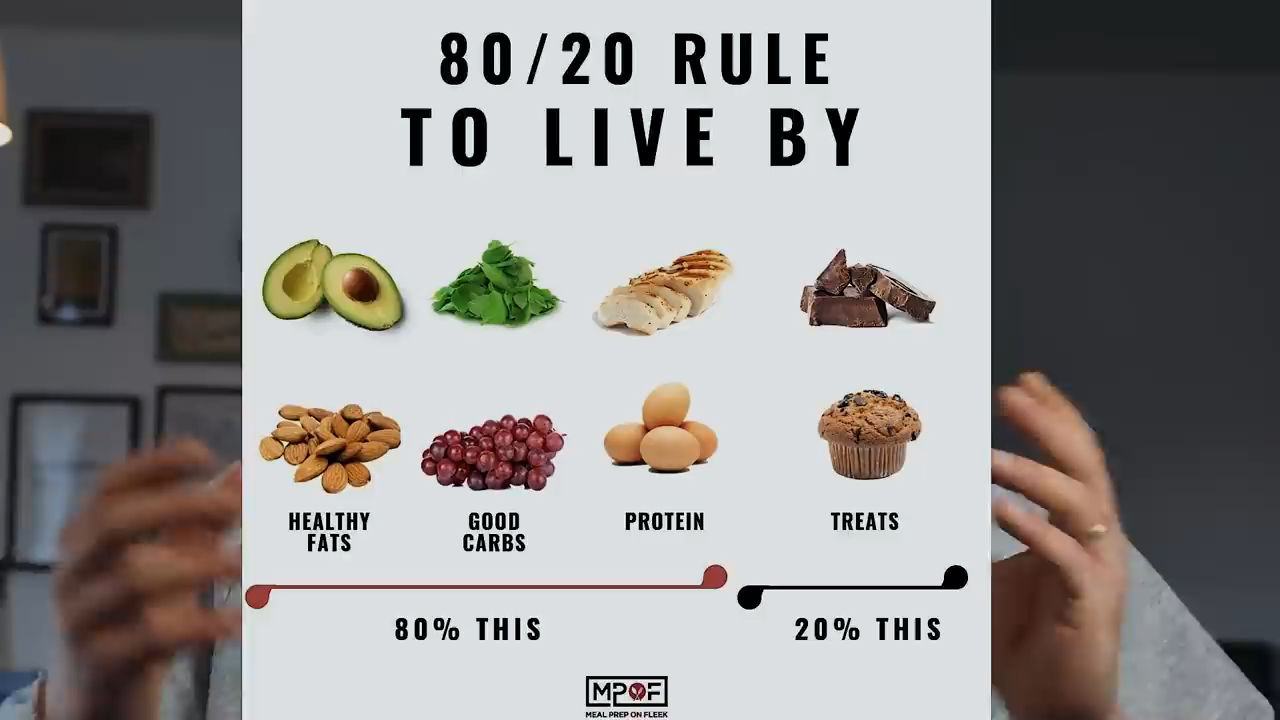 80/20 RULE
TO LIVE BY
HEALTHY
FATS
GOOD
CARBS
PROTEIN
TREATS
80% THIS
20% THIS
MPOF
MEAL PREP ON FLEEK